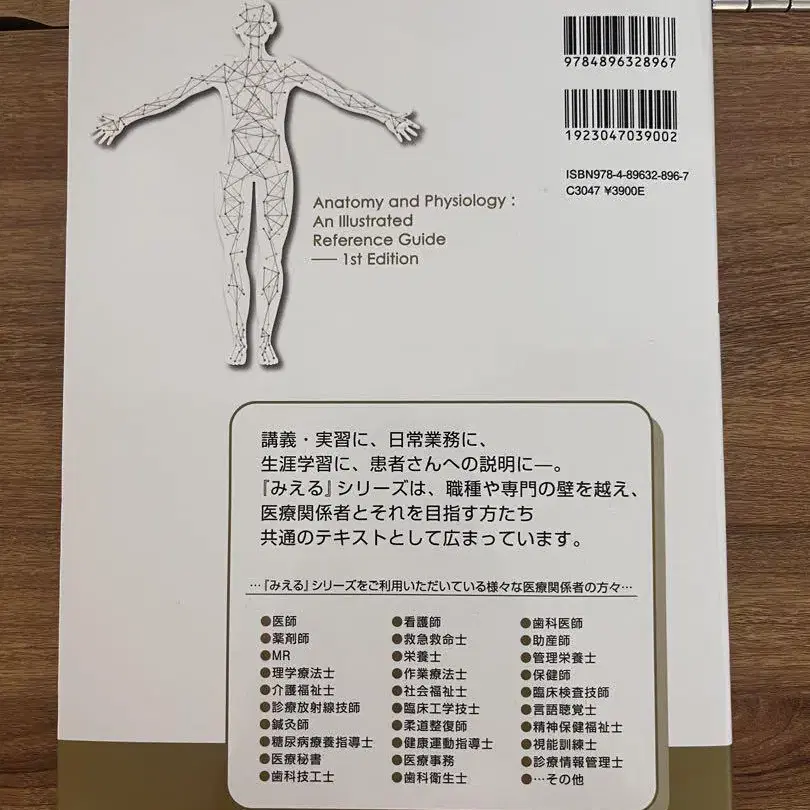 9784896328967
1923047039002
ISBN978-4-89632-896-7
C3047 ¥3900E
Anatomy and Physiology :
An Illustrated
Reference Guide
── 1st Edition
講義・実習に、日常業務に、
生涯学習に、患者さんへの説明に―。
『みえる』シリーズは、職種や専門の壁を越え、
医療関係者とそれを目指す方たち
共通のテキストとして広まっています。
…『みえる』シリーズをご利用いただいている様々な医療関係者の方々…
●医師 ●看護師 ●歯科医師
●薬剤師 ●救急救命士 ●助産師
●MR ●栄養士 ●管理栄養士
●理学療法士 ●作業療法士 ●保健師
●介護福祉士 ●社会福祉士 ●臨床検査技師
●診療放射線技師 ●臨床工学技士 ●言語聴覚士
●鍼灸師 ●柔道整復師 ●精神保健福祉士
●糖尿病療養指導士 ●健康運動指導士 ●視能訓練士
●医療秘書 ●医療事務 ●診療情報管理士
●歯科技工士 ●歯科衛生士 ●…その他